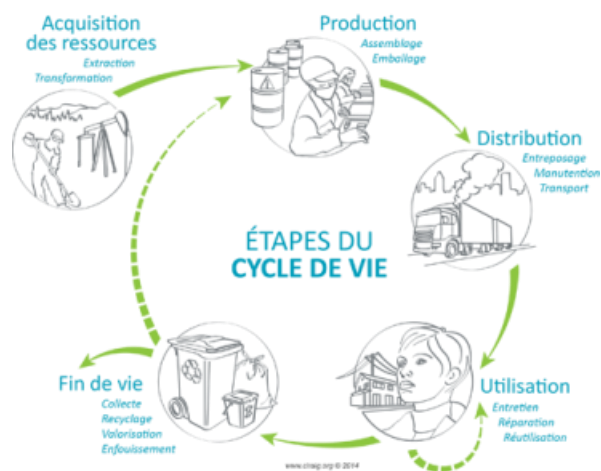 Acquisition
des ressources
Extraction
Transformation
Production
Assemblage
Emballage
Distribution
Entreposage
Manutention
Transport
ÉTAPES DU
CYCLE DE VIE
Utilisation
Entretien
Réparation
Réutilisation
Fin de vie
Collecte
Recyclage
Valorisation
Enfouissement
www.ciraig.org © 2014